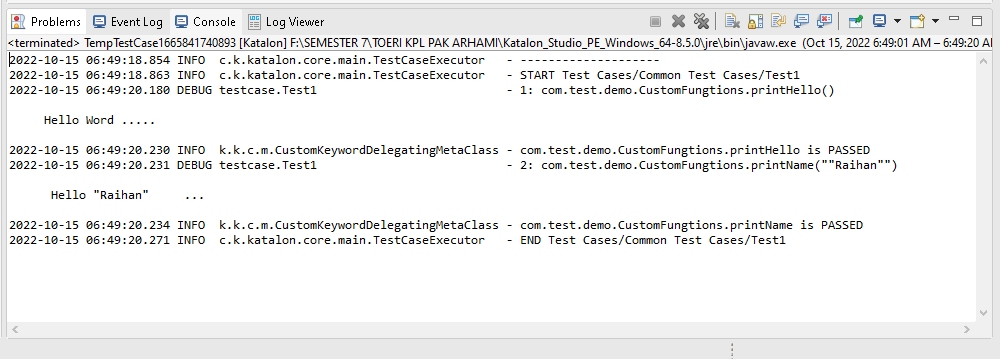 Problems Event Log Console Log Viewer
<terminated> TempTestCase1665841740893 [Katalon] F:\SEMESTER 7\TOERI KPL PAK ARHAMI\Katalon_Studio_PE_Windows_64-8.5.0\jre\bin\javaw.exe (Oct 15, 2022 6:49:01 AM – 6:49:20 AM
2022-10-15 06:49:18.854 INFO  c.k.katalon.core.main.TestCaseExecutor   - --------------------
2022-10-15 06:49:18.863 INFO  c.k.katalon.core.main.TestCaseExecutor   - START Test Cases/Common Test Cases/Test1
2022-10-15 06:49:20.180 DEBUG testcase.Test1                           - 1: com.test.demo.CustomFungtions.printHello()
Hello Word .....
2022-10-15 06:49:20.230 INFO  k.k.c.m.CustomKeywordDelegatingMetaClass - com.test.demo.CustomFungtions.printHello is PASSED
2022-10-15 06:49:20.231 DEBUG testcase.Test1                           - 2: com.test.demo.CustomFungtions.printName(""Raihan"")
Hello "Raihan"     ...
2022-10-15 06:49:20.234 INFO  k.k.c.m.CustomKeywordDelegatingMetaClass - com.test.demo.CustomFungtions.printName is PASSED
2022-10-15 06:49:20.271 INFO  c.k.katalon.core.main.TestCaseExecutor   - END Test Cases/Common Test Cases/Test1